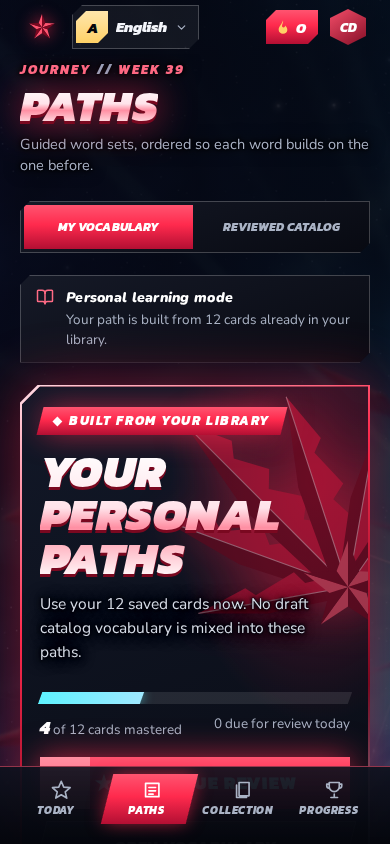 A English 0 CD
JOURNEY // WEEK 39
PATHS
Guided word sets, ordered so each word builds on the
one before.
MY VOCABULARY REVIEWED CATALOG
Personal learning mode
Your path is built from 12 cards already in your
library.
◆ BUILT FROM YOUR LIBRARY
YOUR
PERSONAL
PATHS
Use your 12 saved cards now. No draft
catalog vocabulary is mixed into these
paths.
4 of 12 cards mastered 0 due for review today
REVIEW
TODAY PATHS COLLECTION PROGRESS